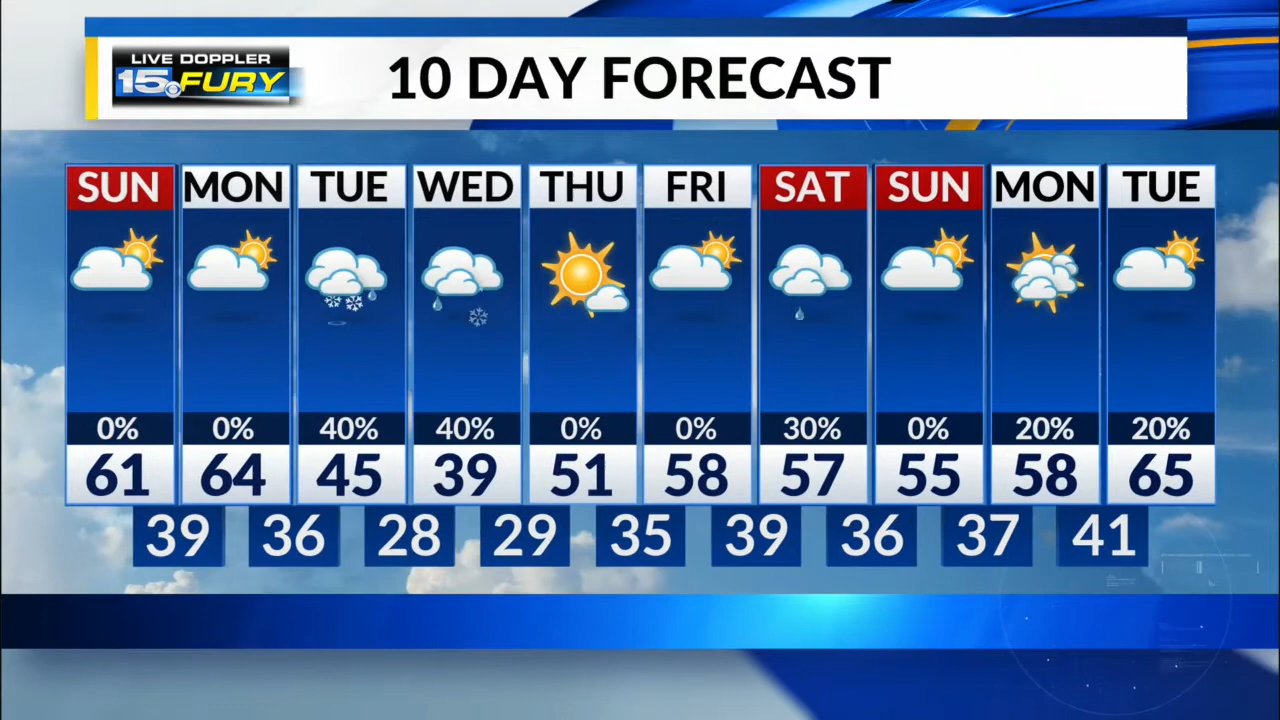 LIVE DOPPLER
15 FURY
10 DAY FORECAST
SUN MON TUE WED THU FRI SAT SUN MON TUE
0% 0% 40% 40% 0% 0% 30% 0% 20% 20%
61 64 45 39 51 58 57 55 58 65
39 36 28 29 35 39 36 37 41